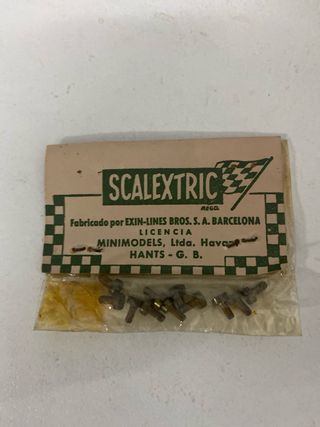 SCALEXTRIC
REGD.
Fabricado por EXIN-LINES BROS. S. A. BARCELONA
LICENCIA
MINIMODELS, Ltda. Havant
HANTS - G. B.